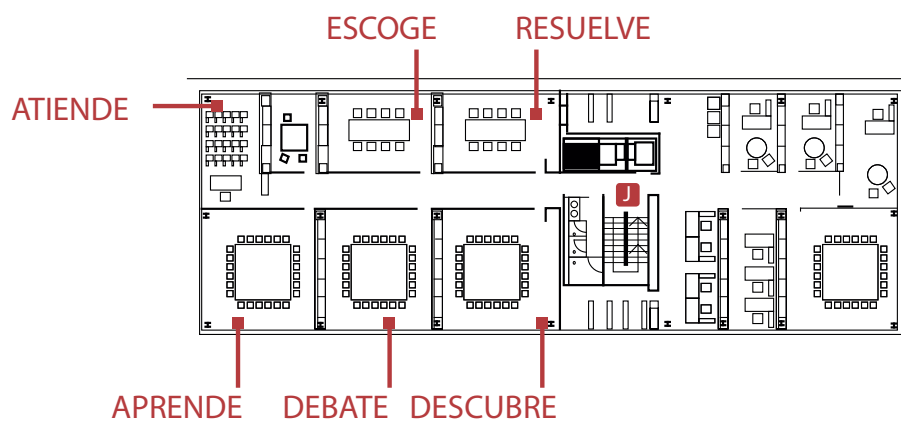 ESCOGE
RESUELVE
ATIENDE
J
APRENDE
DEBATE
DESCUBRE